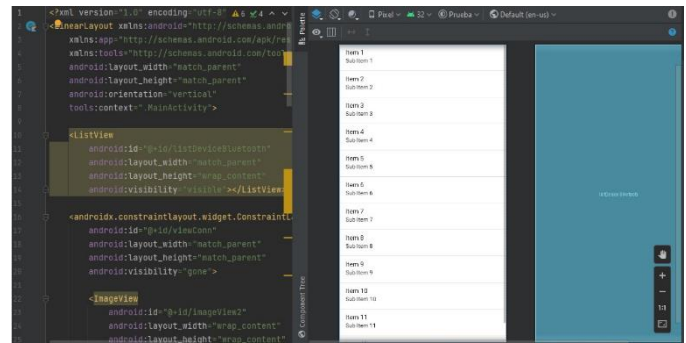 1 <?xml version="1.0" encoding="utf-8" 6 4
2 <LinearLayout xmlns:android="http://schemas.andro
3 xmlns:app="http://schemas.android.com/apk/res
4 xmlns:tools="http://schemas.android.com/tools
5 android:layout_width="match_parent"
6 android:layout_height="match_parent"
7 android:orientation="vertical"
8 tools:context=".MainActivity">
9
10 <ListView
11 android:id="@+id/listDeviceBluetooth"
12 android:layout_width="match_parent"
13 android:layout_height="wrap_content"
14 android:visibility="visible"></ListView>
15
16 <androidx.constraintlayout.widget.ConstraintL
17 android:id="@+id/viewConn"
18 android:layout_width="match_parent"
19 android:layout_height="match_parent"
20 android:visibility="gone">
21
22 <ImageView
23 android:id="@+id/imageView2"
24 android:layout_width="wrap_content"
25 android:layout_height="wrap_content"
Palette
Component Tree
Pixel 32 Prueba Default (en-us)
Item 1
Sub Item 1
Item 2
Sub Item 2
Item 3
Sub Item 3
Item 4
Sub Item 4
Item 5
Sub Item 5
Item 6
Sub Item 6
Item 7
Sub Item 7
Item 8
Sub Item 8
Item 9
Sub Item 9
Item 10
Sub Item 10
Item 11
Sub Item 11
1:1